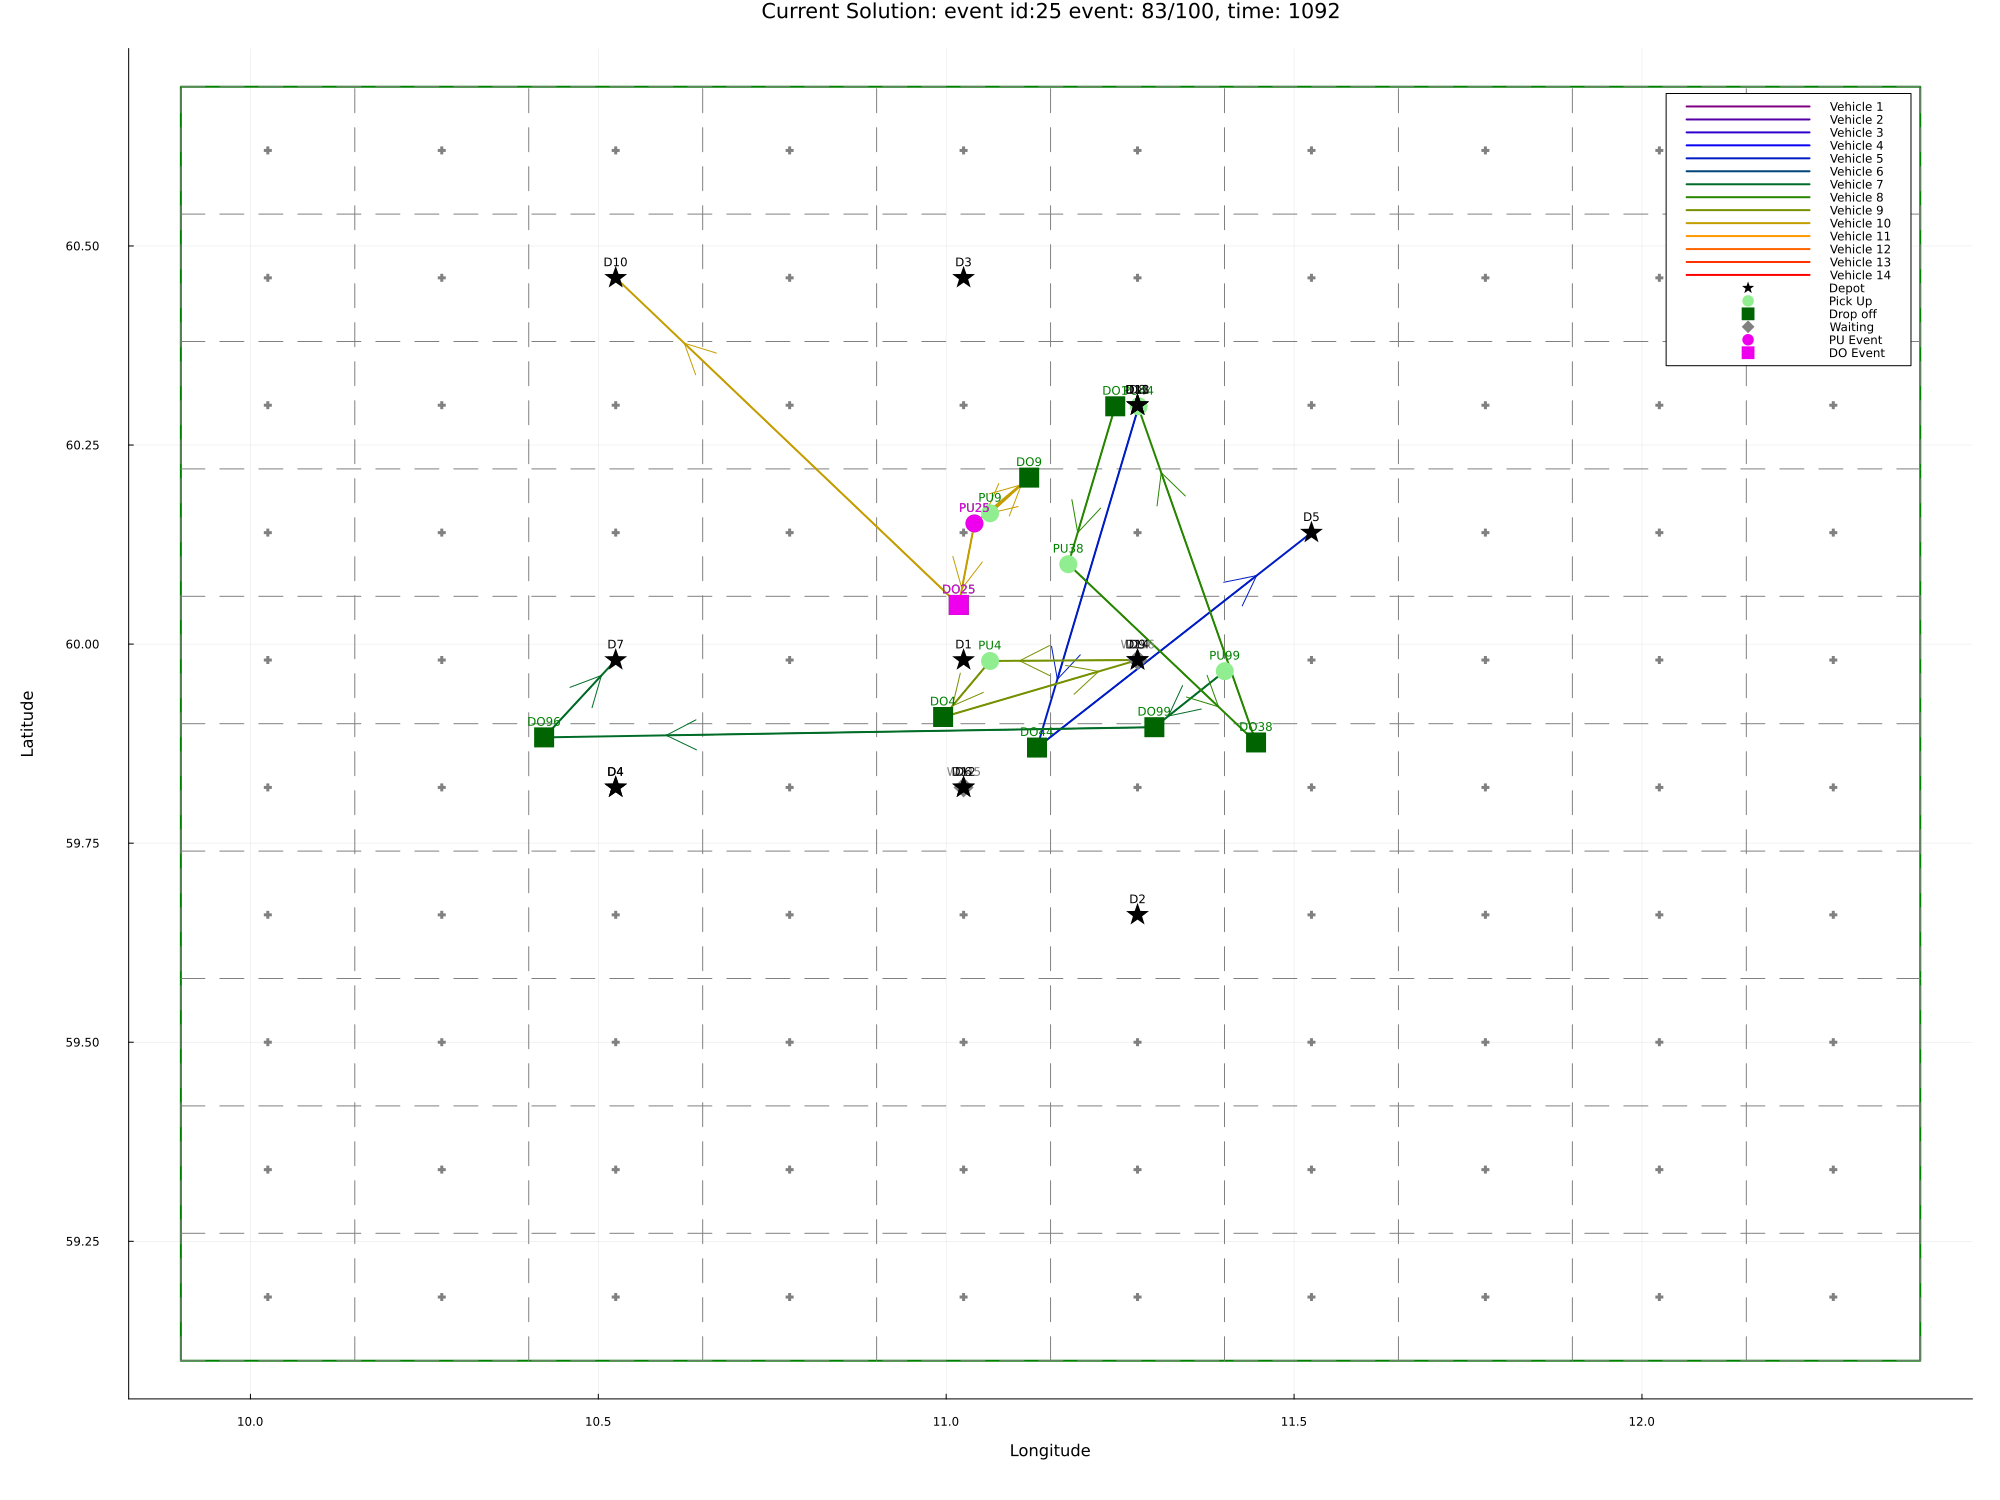 Current Solution: event id:25 event: 83/100, time: 1092
Vehicle 1
Vehicle 2
Vehicle 3
Vehicle 4
Vehicle 5
Vehicle 6
Vehicle 7
Vehicle 8
Vehicle 9
Vehicle 10
Vehicle 11
Vehicle 12
Vehicle 13
Vehicle 14
Depot
Pick Up
Drop off
Waiting
PU Event
DO Event
60.50
60.25
60.00
59.75
59.50
59.25
Latitude
D10
D3
DO9
PU9
PU25
D5
PU38
DO25
D7
D1
PU4
PU99
DO4
DO96
DO99
DO44
DO38
D4
D2
10.0
10.5
11.0
11.5
12.0
Longitude